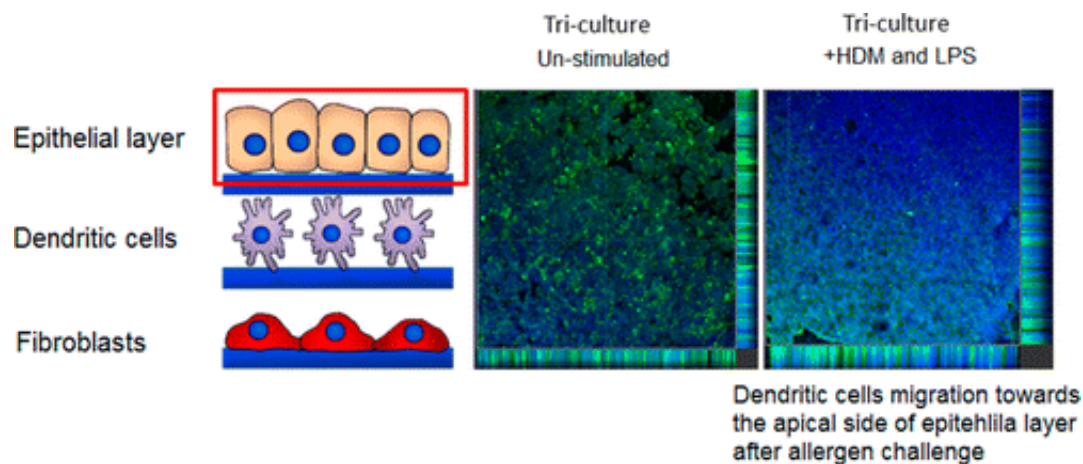 Tri-culture
Un-stimulated
Tri-culture
+HDM and LPS
Epithelial layer
Dendritic cells
Fibroblasts
Dendritic cells migration towards
the apical side of epitehlila layer
after allergen challenge